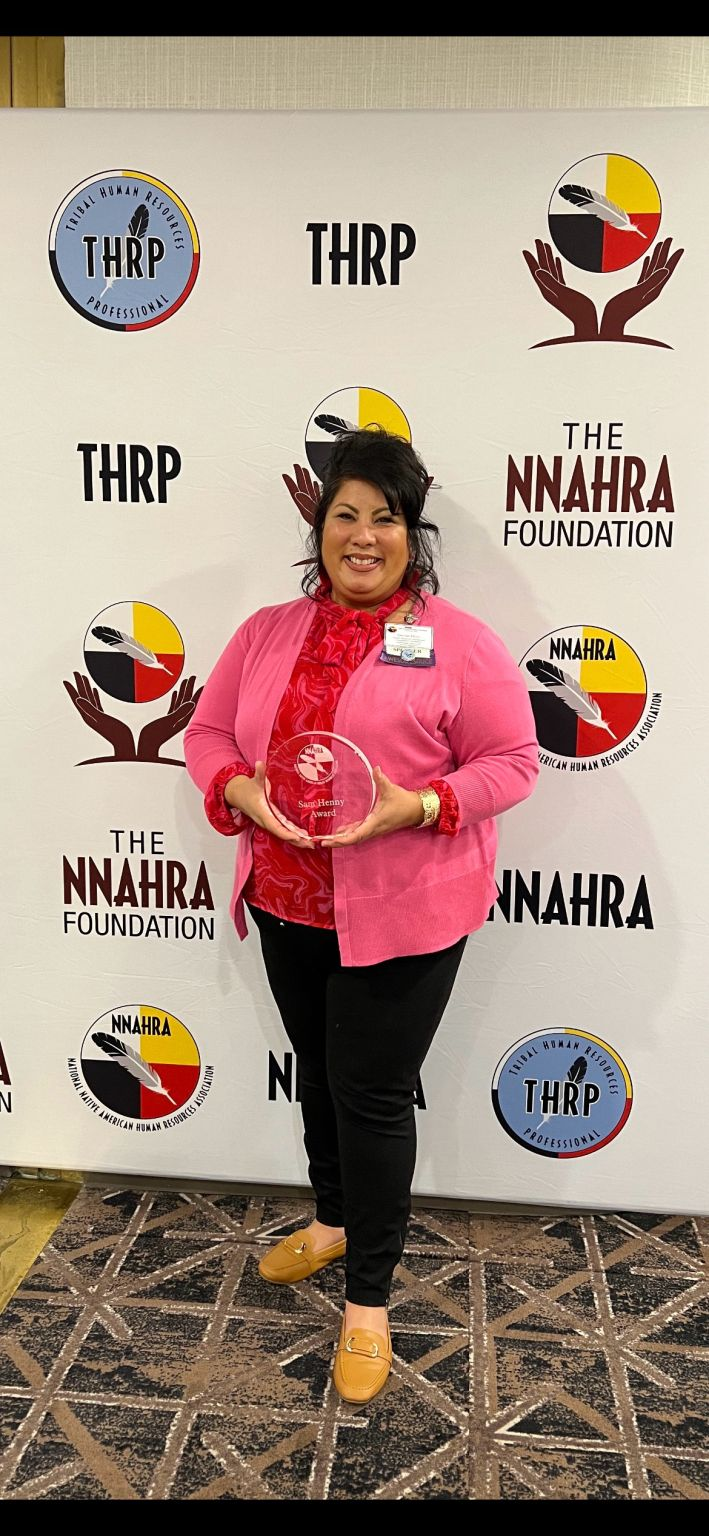 TRIBAL HUMAN RESOURCES
THRP
PROFESSIONAL
THRP
THRP
THE
NNAHRA
FOUNDATION
NNAHRA
AMERICAN HUMAN RESOURCES ASSOCIATION
NNAHRA
Sam Henny
Award
THE
NNAHRA
FOUNDATION
NNAHRA
NNAHRA
NATIONAL NATIVE AMERICAN HUMAN RESOURCES ASSOCIATION
TRIBAL HUMAN RESOURCES
THRP
PROFESSIONAL